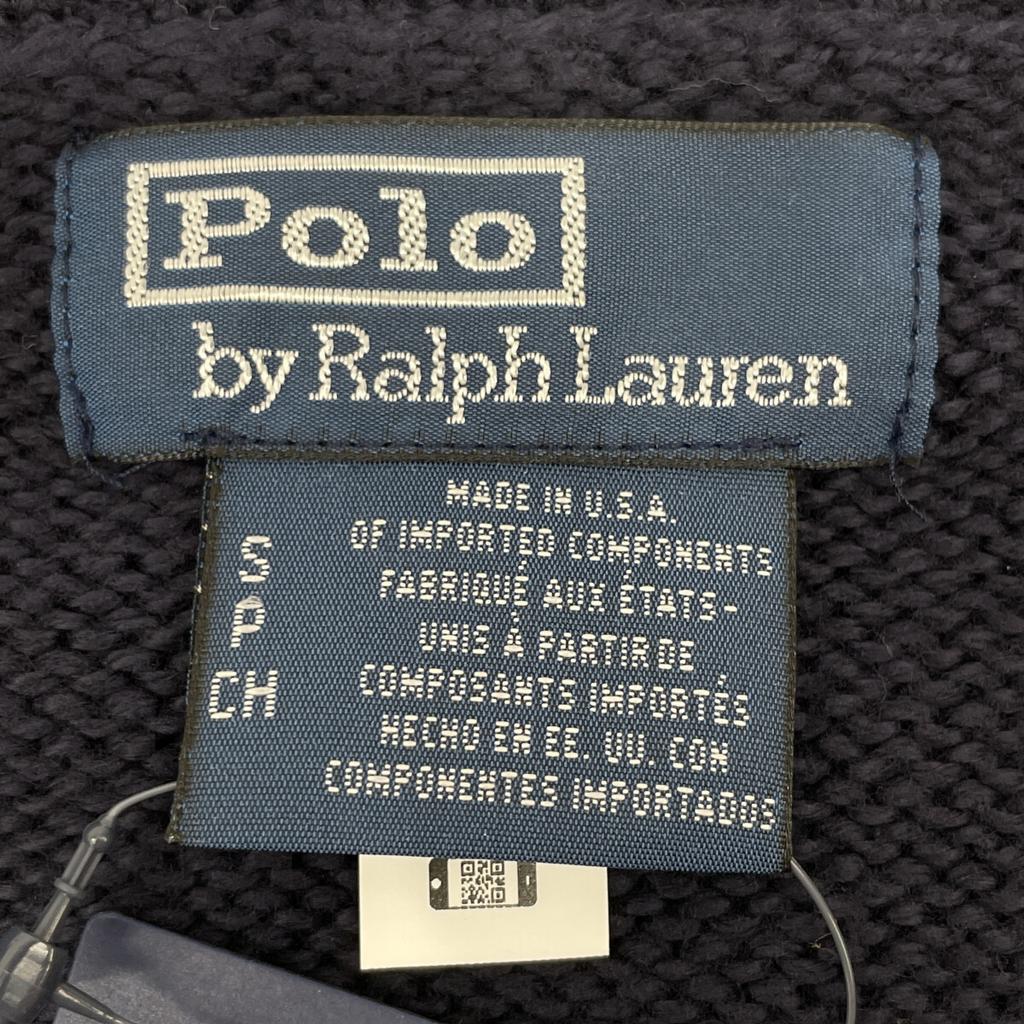 Polo
by Ralph Lauren
S
P
CH
MADE IN U.S.A.
OF IMPORTED COMPONENTS
FABRIQUÉ AUX ÉTATS-
UNIE À PARTIR DE
COMPOSANTS IMPORTÉS
HECHO EN EE. UU. CON
COMPONENTES IMPORTADOS